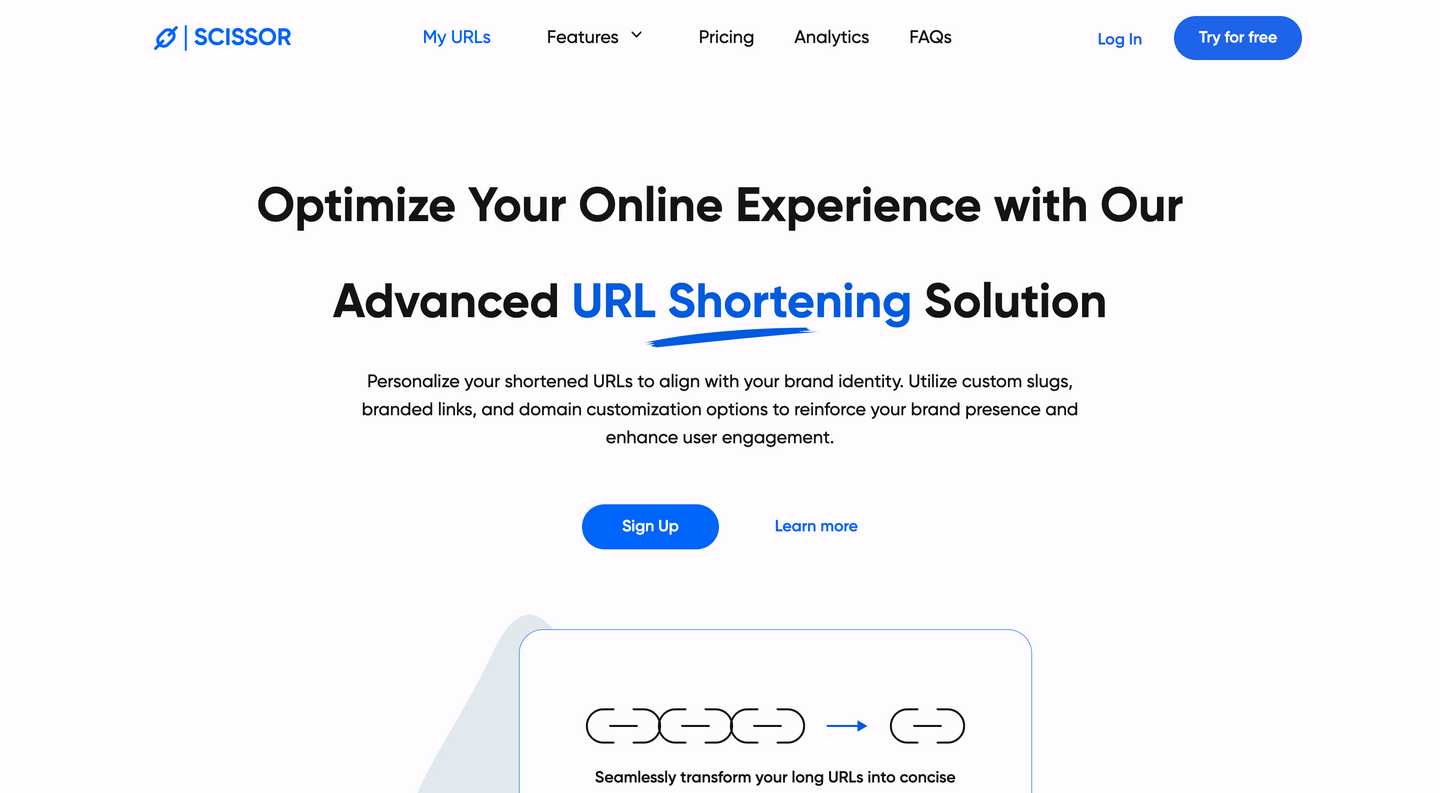 SCISSOR
My URLs
Features
Pricing
Analytics
FAQs
Log In
Try for free
Optimize Your Online Experience with Our
Advanced URL Shortening Solution
Personalize your shortened URLs to align with your brand identity. Utilize custom slugs,
branded links, and domain customization options to reinforce your brand presence and
enhance user engagement.
Sign Up
Learn more
Seamlessly transform your long URLs into concise